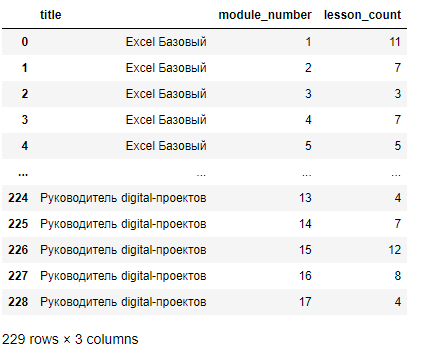 title module_number lesson_count
0 Excel Базовый 1 11
1 Excel Базовый 2 7
2 Excel Базовый 3 3
3 Excel Базовый 4 7
4 Excel Базовый 5 5
... ... ... ...
224 Руководитель digital-проектов 13 4
225 Руководитель digital-проектов 14 7
226 Руководитель digital-проектов 15 12
227 Руководитель digital-проектов 16 8
228 Руководитель digital-проектов 17 4
229 rows × 3 columns